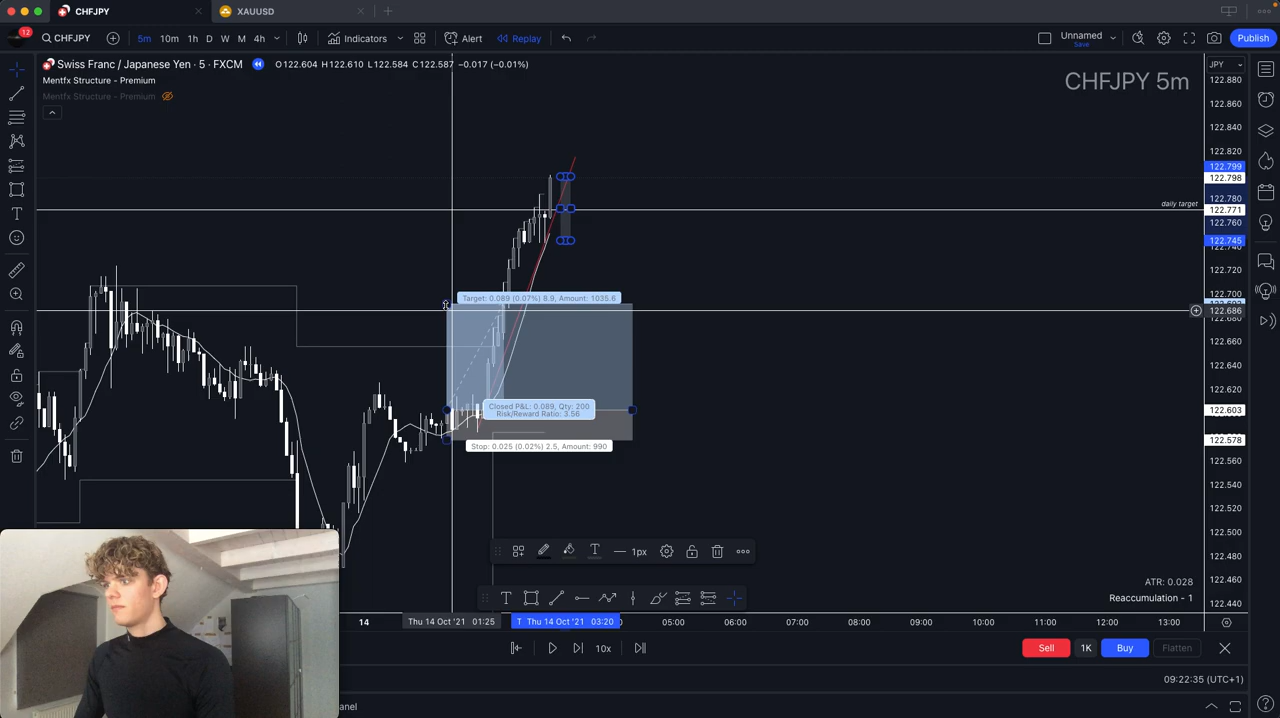 CHFJPY
XAUUSD
12
CHFJPY
5m
10m
1h
D
W
M
4h
Indicators
Alert
Replay
Unnamed
Save
Publish
Swiss Franc / Japanese Yen · 5 · FXCM
O122.604 H122.610 L122.584 C122.587 −0.017 (−0.01%)
Mentfx Structure - Premium
Mentfx Structure - Premium
CHFJPY 5m
JPY
122.880
122.860
122.840
122.820
122.799
122.798
122.780
122.771
122.760
122.745
122.720
122.700
122.686
122.660
122.640
122.620
122.603
122.578
122.560
122.540
122.520
122.500
122.480
122.460
122.440
daily target
Target: 0.089 (0.07%) 8.9, Amount: 1035.6
Closed P&L: 0.089, Qty: 200
Risk/Reward Ratio: 3.56
Stop: 0.025 (0.02%) 2.5, Amount: 990
1px
ATR: 0.028
Reaccumulation - 1
14
Thu 14 Oct '21 01:25
T
Thu 14 Oct '21 03:20
05:00
06:00
07:00
08:00
09:00
10:00
11:00
12:00
13:00
10x
Sell
1K
Buy
Flatten
09:22:35 (UTC+1)
anel